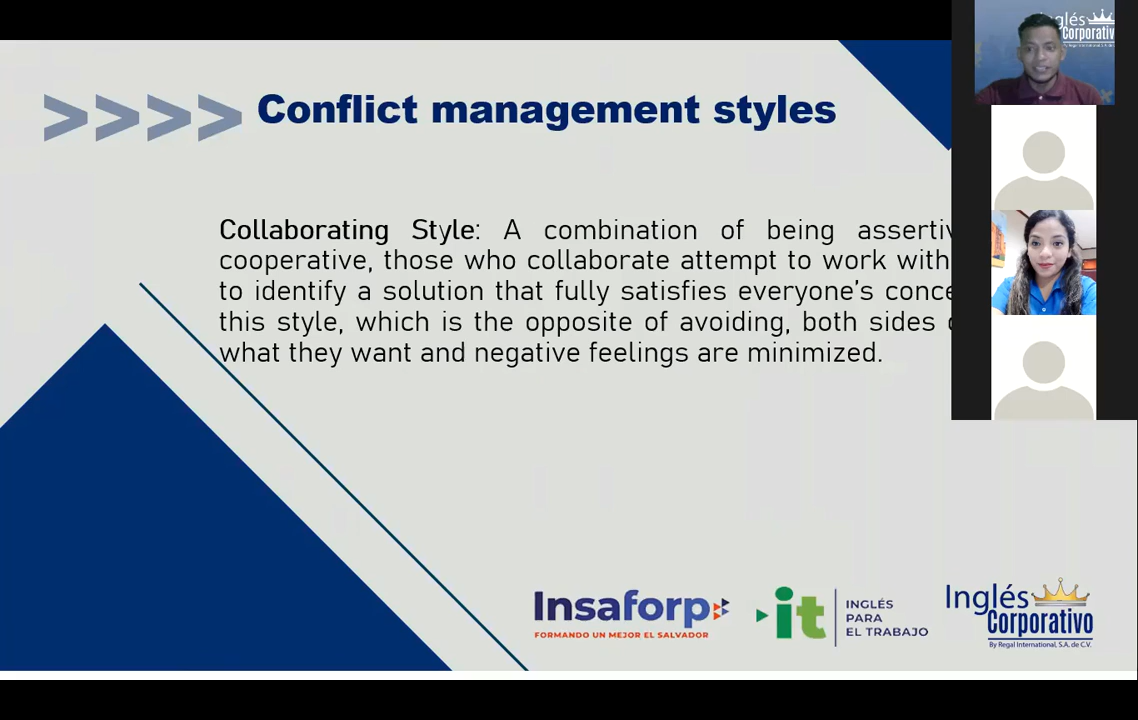 >>>> Conflict management styles
Collaborating Style: A combination of being
cooperative, those who collaborate attempt to work with
to identify a solution that fully satisfies everyone's
this style, which is the opposite of avoiding, both sides
what they want and negative feelings are minimized.
Insaforp
FORMANDO UN MEJOR EL SALVADOR
it
INGLÉS
PARA
EL TRABAJO
Inglés
Corporativo
By Regal International, S.A. de C.V.
Corporativ